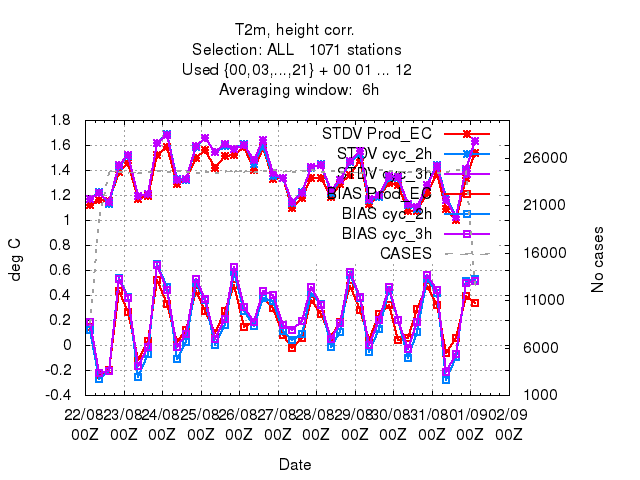 T2m, height corr.
Selection: ALL   1071 stations
Used {00,03,...,21} + 00 01 ... 12
Averaging window:  6h
deg C
1.8
1.6
1.4
1.2
1
0.8
0.6
0.4
0.2
0
-0.2
-0.4
STDV Prod_EC
STDV cyc_2h
STDV cyc_3h
BIAS Prod_EC
BIAS cyc_2h
BIAS cyc_3h
CASES
26000
21000
16000
11000
6000
1000
No cases
22/08 23/08 24/08 25/08 26/08 27/08 28/08 29/08 30/08 31/08 01/09 02/09
00Z 00Z 00Z 00Z 00Z 00Z 00Z 00Z 00Z 00Z 00Z 00Z
Date